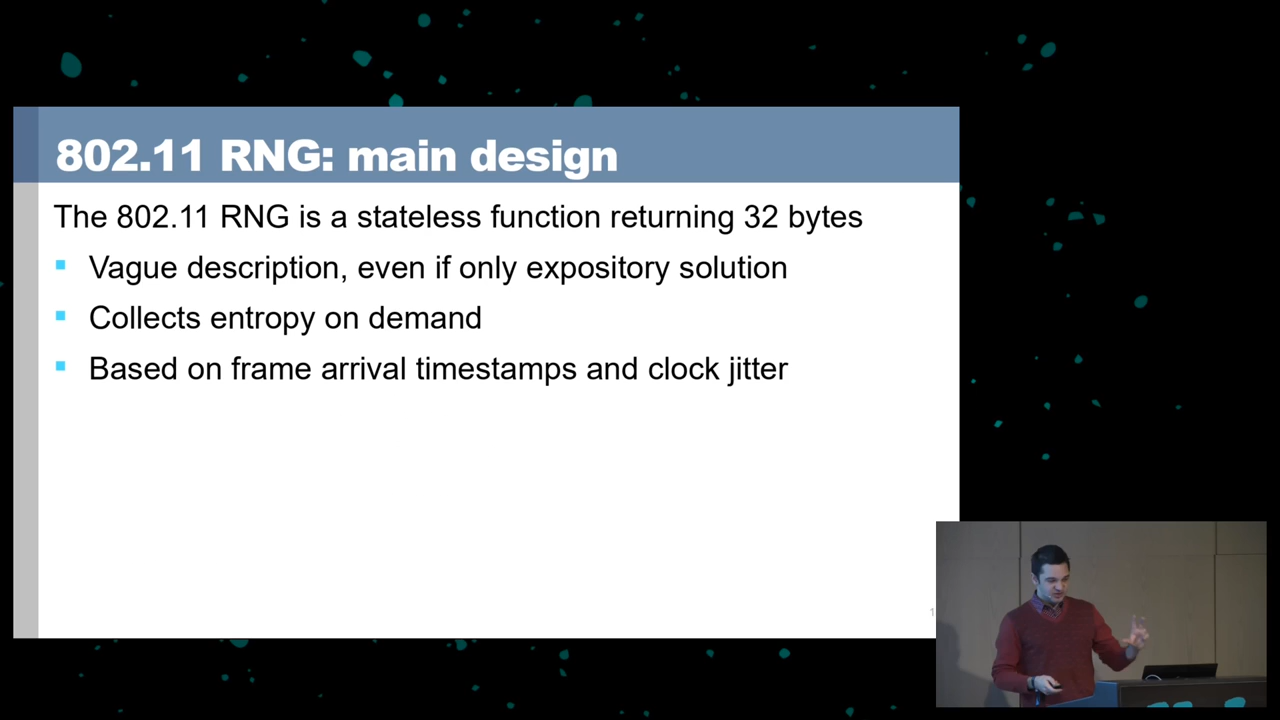 802.11 RNG: main design
The 802.11 RNG is a stateless function returning 32 bytes
Vague description, even if only expository solution
Collects entropy on demand
Based on frame arrival timestamps and clock jitter